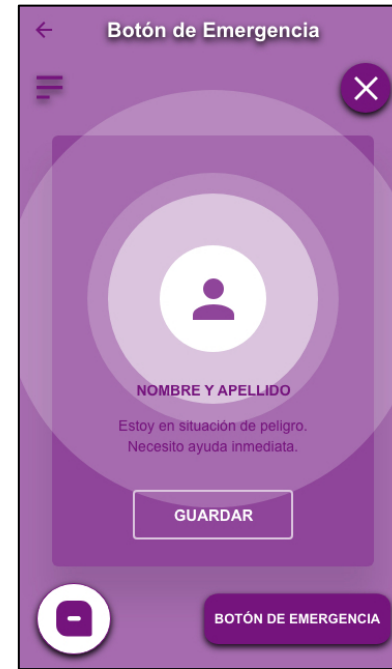 Botón de Emergencia
NOMBRE Y APELLIDO
Estoy en situación de peligro.
Necesito ayuda inmediata.
GUARDAR
BOTÓN DE EMERGENCIA